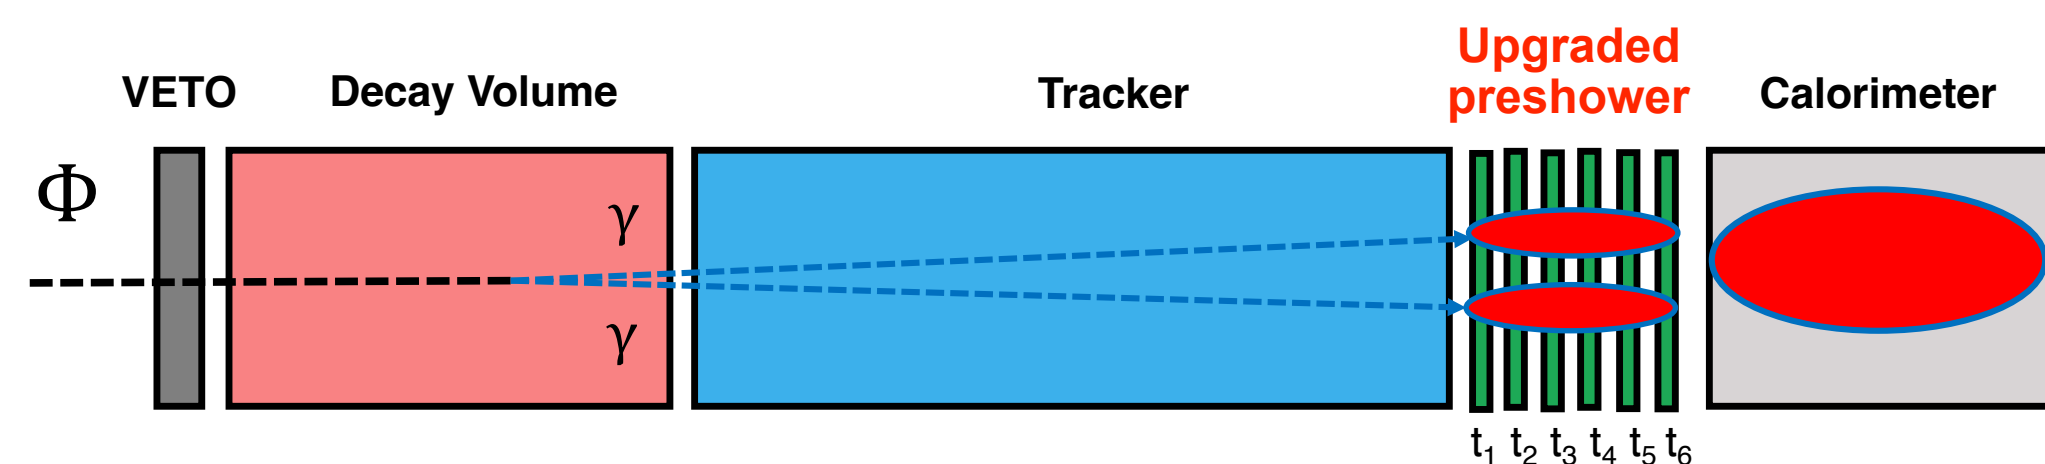 Upgraded
preshower
VETO
Decay Volume
Tracker
Calorimeter
Φ
γ
γ
t₁ t₂ t₃ t₄ t₅ t₆